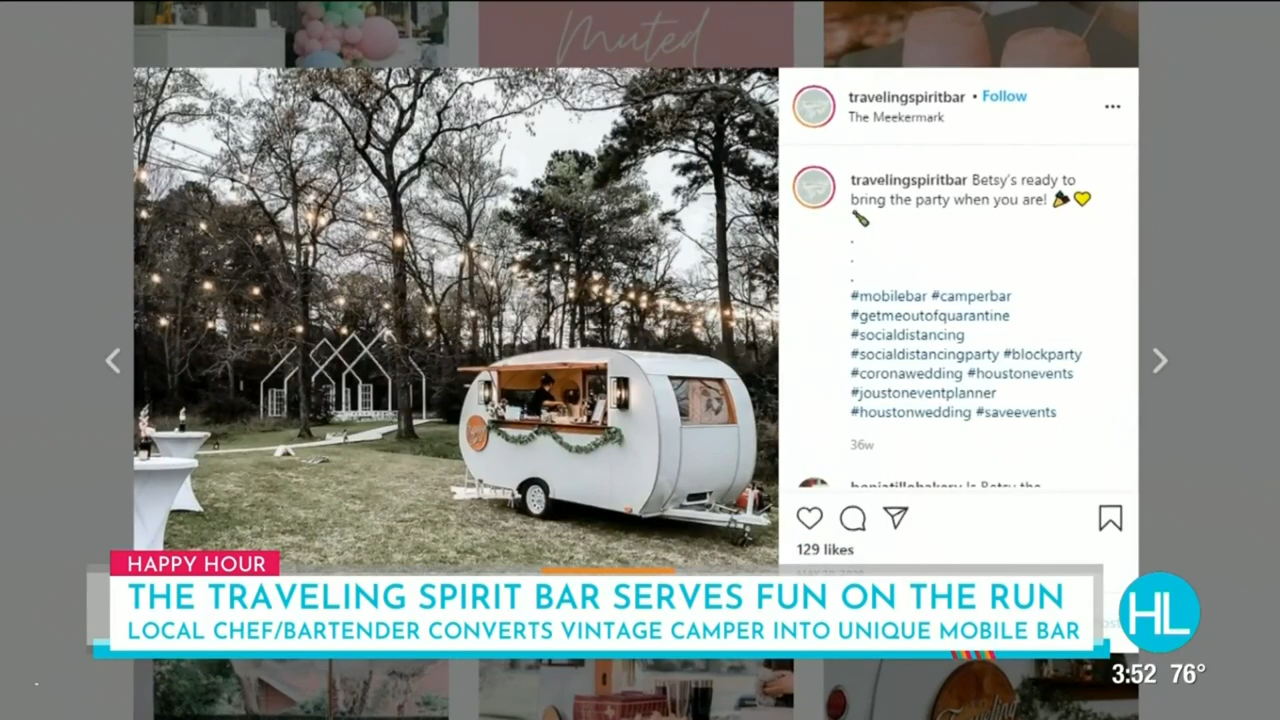 Muted
travelingspiritbar • Follow
The Meekermark
travelingspiritbar Betsy's ready to
bring the party when you are! 🎉💛
🍾
.
.
.
#mobilebar #camperbar
#getmeoutofquarantine
#socialdistancing
#socialdistancingparty #blockparty
#coronawedding #houstonevents
#joustoneventplanner
#houstonwedding #saveevents
36w
129 likes
HAPPY HOUR
THE TRAVELING SPIRIT BAR SERVES FUN ON THE RUN
LOCAL CHEF/BARTENDER CONVERTS VINTAGE CAMPER INTO UNIQUE MOBILE BAR
HL
3:52 76°
Traveling